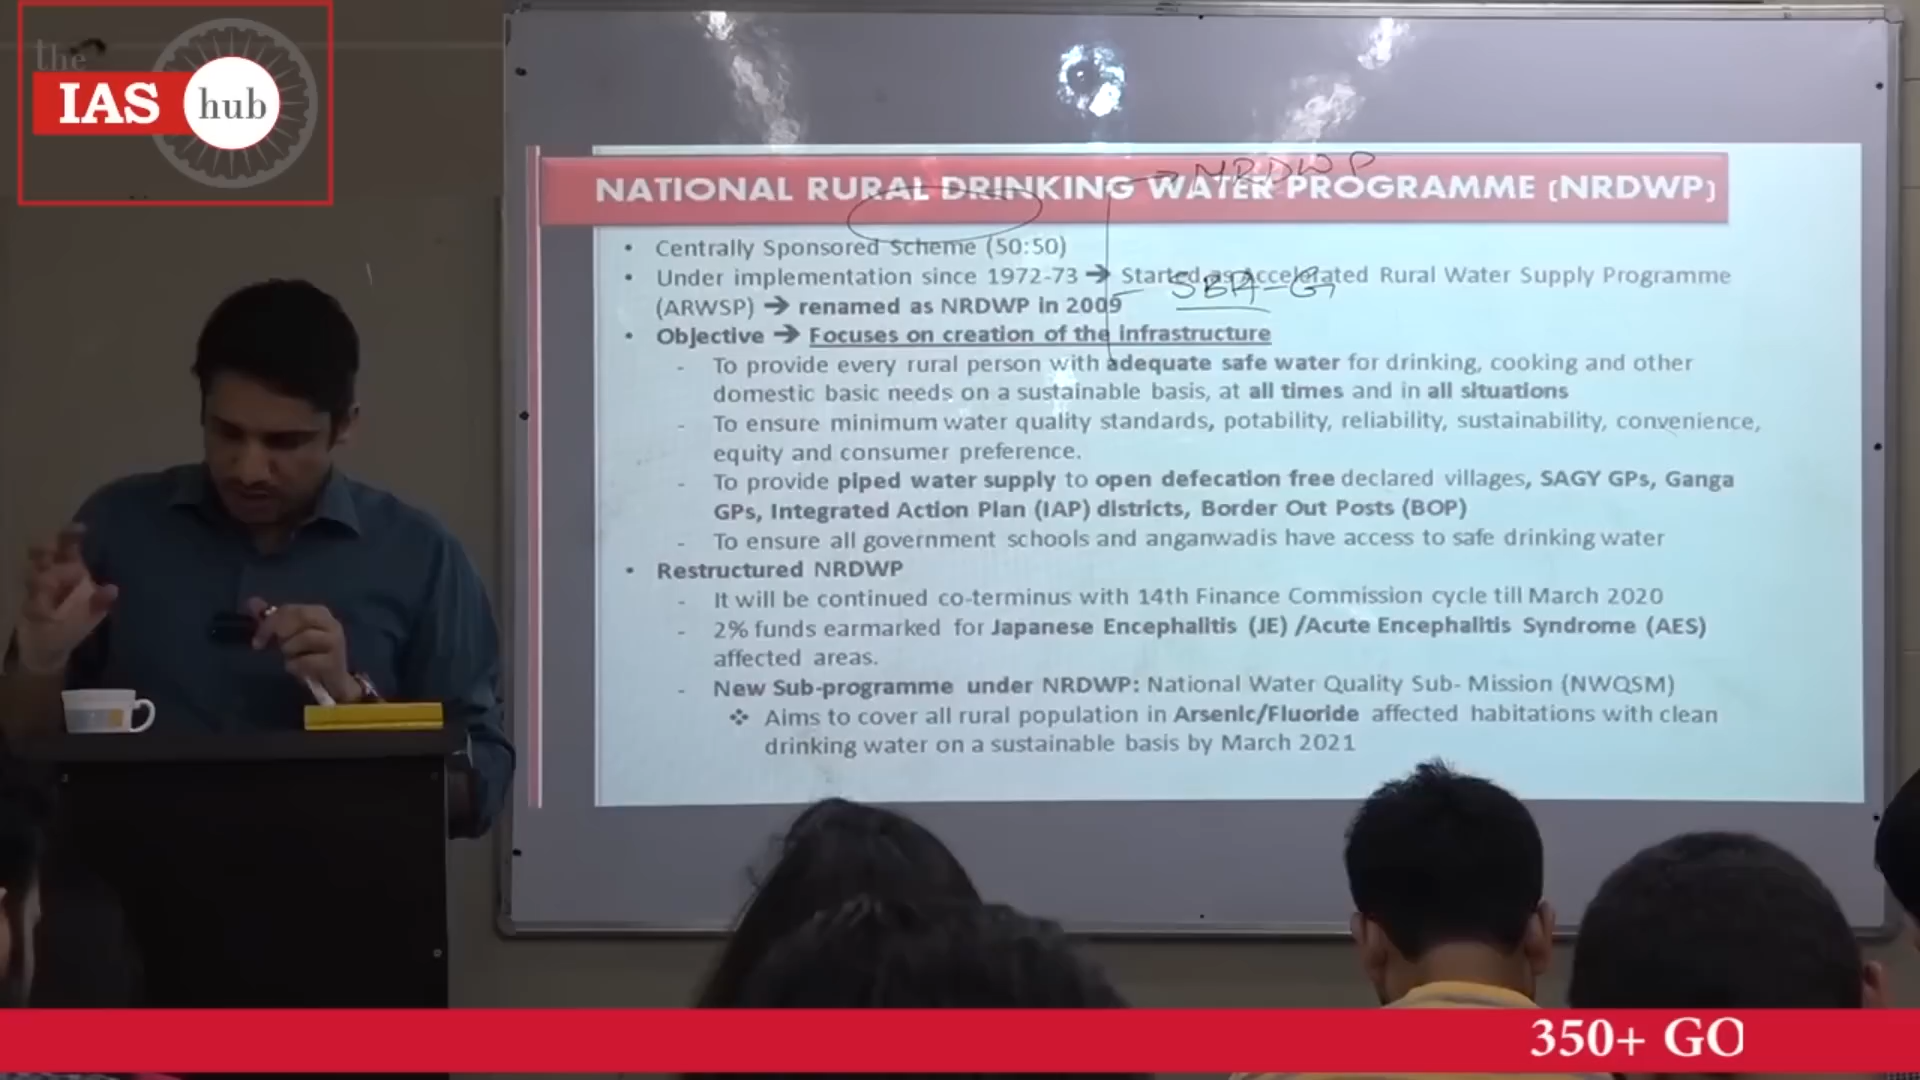 the
IAS hub
NRDWP
NATIONAL RURAL DRINKING WATER PROGRAMME (NRDWP)
• Centrally Sponsored Scheme (50:50)
• Under implementation since 1972-73 → Started as Accelerated Rural Water Supply Programme
SBA-G
(ARWSP) → renamed as NRDWP in 2009
• Objective → Focuses on creation of the infrastructure
- To provide every rural person with adequate safe water for drinking, cooking and other
domestic basic needs on a sustainable basis, at all times and in all situations
- To ensure minimum water quality standards, potability, reliability, sustainability, convenience,
equity and consumer preference.
- To provide piped water supply to open defecation free declared villages, SAGY GPs, Ganga
GPs, Integrated Action Plan (IAP) districts, Border Out Posts (BOP)
- To ensure all government schools and anganwadis have access to safe drinking water
• Restructured NRDWP
- It will be continued co-terminus with 14th Finance Commission cycle till March 2020
- 2% funds earmarked for Japanese Encephalitis (JE) /Acute Encephalitis Syndrome (AES)
affected areas.
- New Sub-programme under NRDWP: National Water Quality Sub- Mission (NWQSM)
❖ Aims to cover all rural population in Arsenic/Fluoride affected habitations with clean
drinking water on a sustainable basis by March 2021
350+ GO